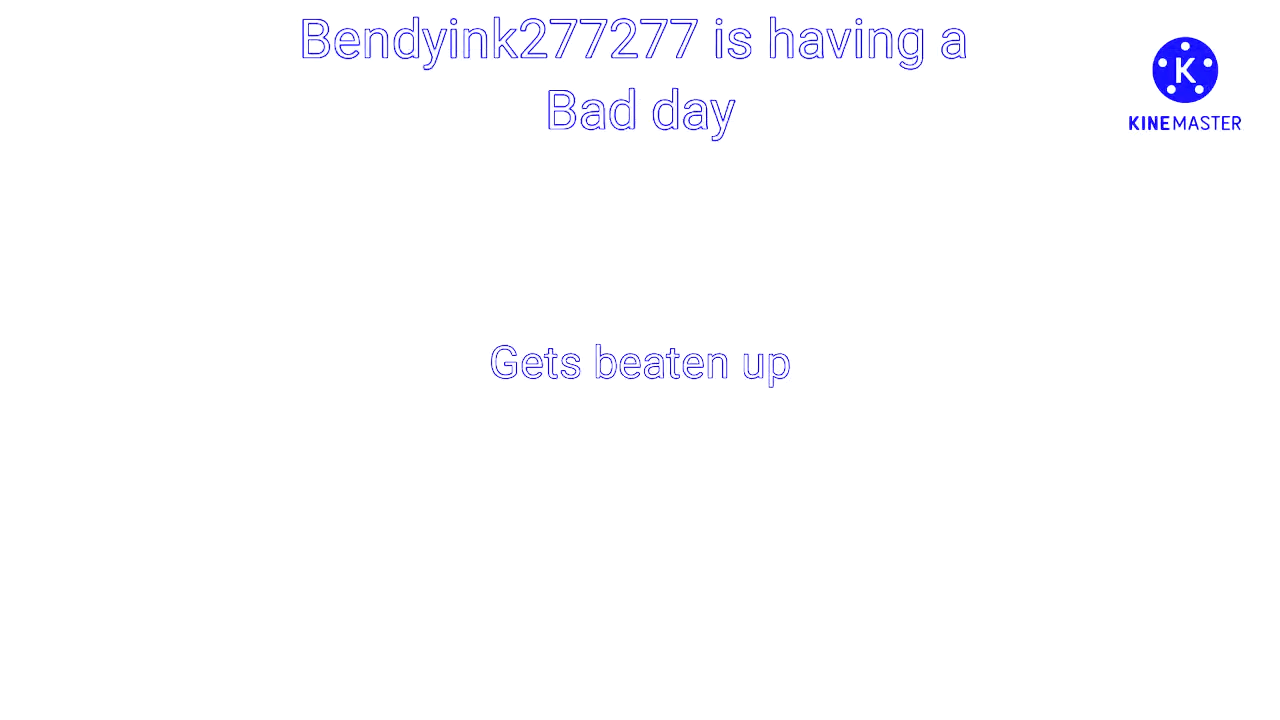 Bendyink277277 is having a
Bad day
K
KINEMASTER
Gets beaten up